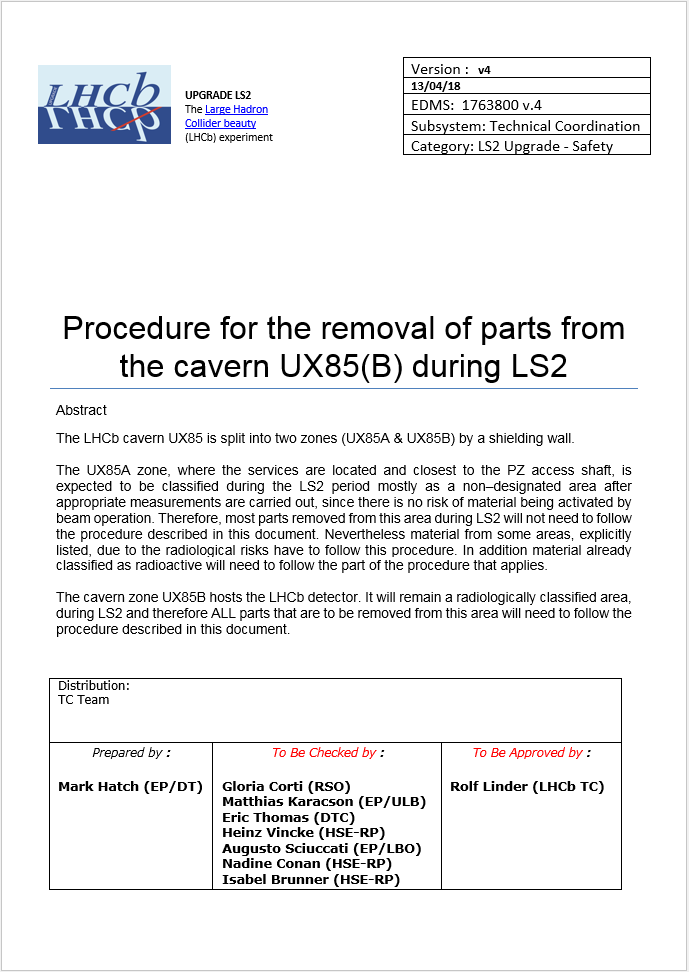 LHCb
LHCb
UPGRADE LS2
The Large Hadron
Collider beauty
(LHCb) experiment
Version : v4
13/04/18
EDMS: 1763800 v.4
Subsystem: Technical Coordination
Category: LS2 Upgrade - Safety
Procedure for the removal of parts from
the cavern UX85(B) during LS2
Abstract
The LHCb cavern UX85 is split into two zones (UX85A & UX85B) by a shielding wall.
The UX85A zone, where the services are located and closest to the PZ access shaft, is
expected to be classified during the LS2 period mostly as a non–designated area after
appropriate measurements are carried out, since there is no risk of material being activated by
beam operation. Therefore, most parts removed from this area during LS2 will not need to follow
the procedure described in this document. Nevertheless material from some areas, explicitly
listed, due to the radiological risks have to follow this procedure. In addition material already
classified as radioactive will need to follow the part of the procedure that applies.
The cavern zone UX85B hosts the LHCb detector. It will remain a radiologically classified area,
during LS2 and therefore ALL parts that are to be removed from this area will need to follow the
procedure described in this document.
Distribution:
TC Team
Prepared by :
Mark Hatch (EP/DT)
To Be Checked by :
Gloria Corti (RSO)
Matthias Karacson (EP/ULB)
Eric Thomas (DTC)
Heinz Vincke (HSE-RP)
Augusto Sciuccati (EP/LBO)
Nadine Conan (HSE-RP)
Isabel Brunner (HSE-RP)
To Be Approved by :
Rolf Linder (LHCb TC)